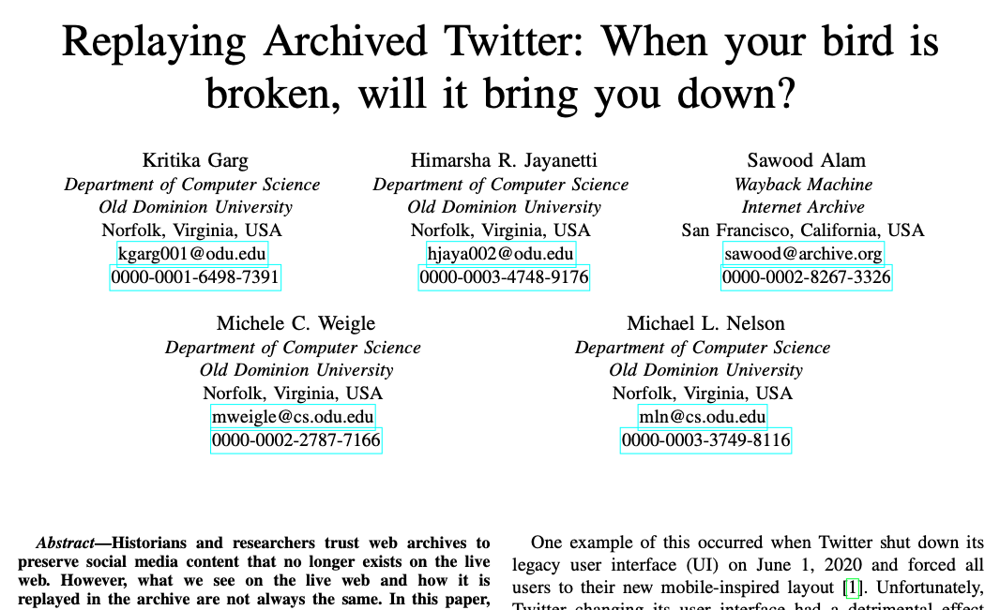 Replaying Archived Twitter: When your bird is
broken, will it bring you down?
Kritika Garg
Department of Computer Science
Old Dominion University
Norfolk, Virginia, USA
kgarg001@odu.edu
0000-0001-6498-7391
Himarsha R. Jayanetti
Department of Computer Science
Old Dominion University
Norfolk, Virginia, USA
hjaya002@odu.edu
0000-0003-4748-9176
Sawood Alam
Wayback Machine
Internet Archive
San Francisco, California, USA
sawood@archive.org
0000-0002-8267-3326
Michele C. Weigle
Department of Computer Science
Old Dominion University
Norfolk, Virginia, USA
mweigle@cs.odu.edu
0000-0002-2787-7166
Michael L. Nelson
Department of Computer Science
Old Dominion University
Norfolk, Virginia, USA
mln@cs.odu.edu
0000-0003-3749-8116
Abstract—Historians and researchers trust web archives to
preserve social media content that no longer exists on the live
web. However, what we see on the live web and how it is
replayed in the archive are not always the same. In this paper,
One example of this occurred when Twitter shut down its
legacy user interface (UI) on June 1, 2020 and forced all
users to their new mobile-inspired layout [1]. Unfortunately,
Twitter changing its user interface had a detrimental effect